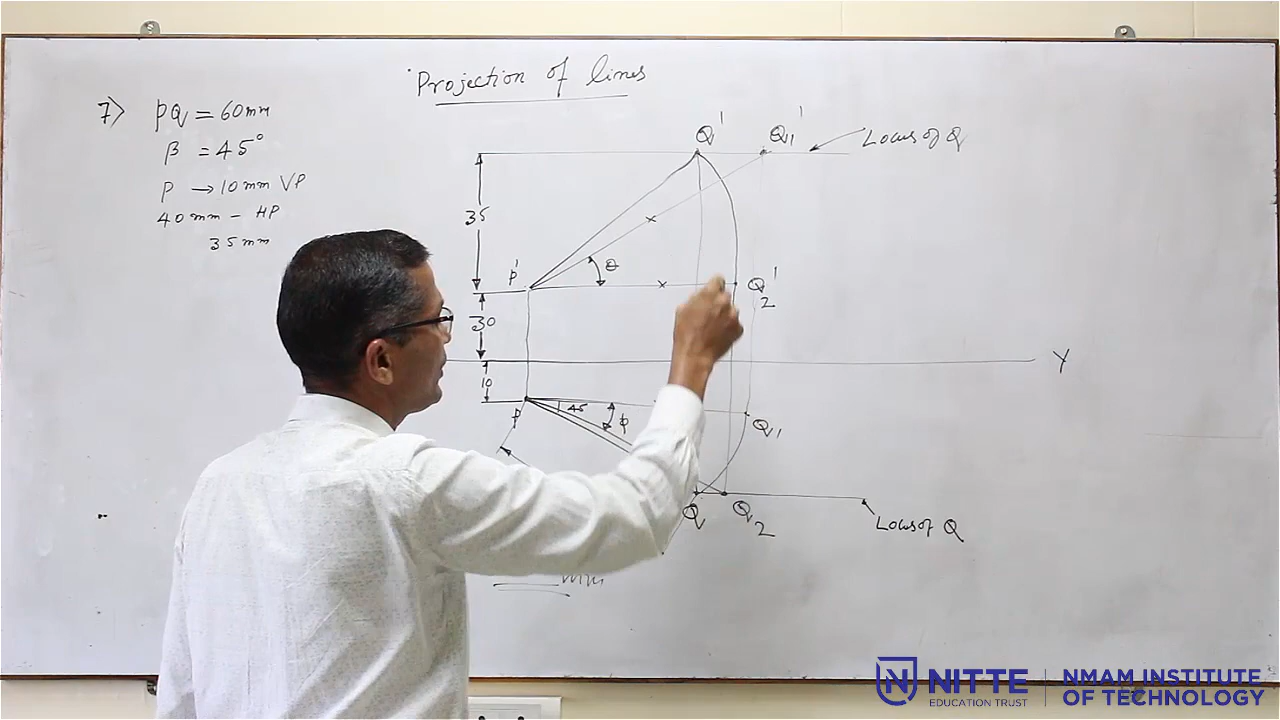 Projection of lines
7) PQ = 60mm
β = 45°
P → 10mm VP
40mm - HP
35mm
Q' Q1' Locus of Q
35
P' θ Q2'
30
Y
10
P 45 ϕ Q1
Q Q2 Locus of Q
NITTE
EDUCATION TRUST
NMAM INSTITUTE
OF TECHNOLOGY